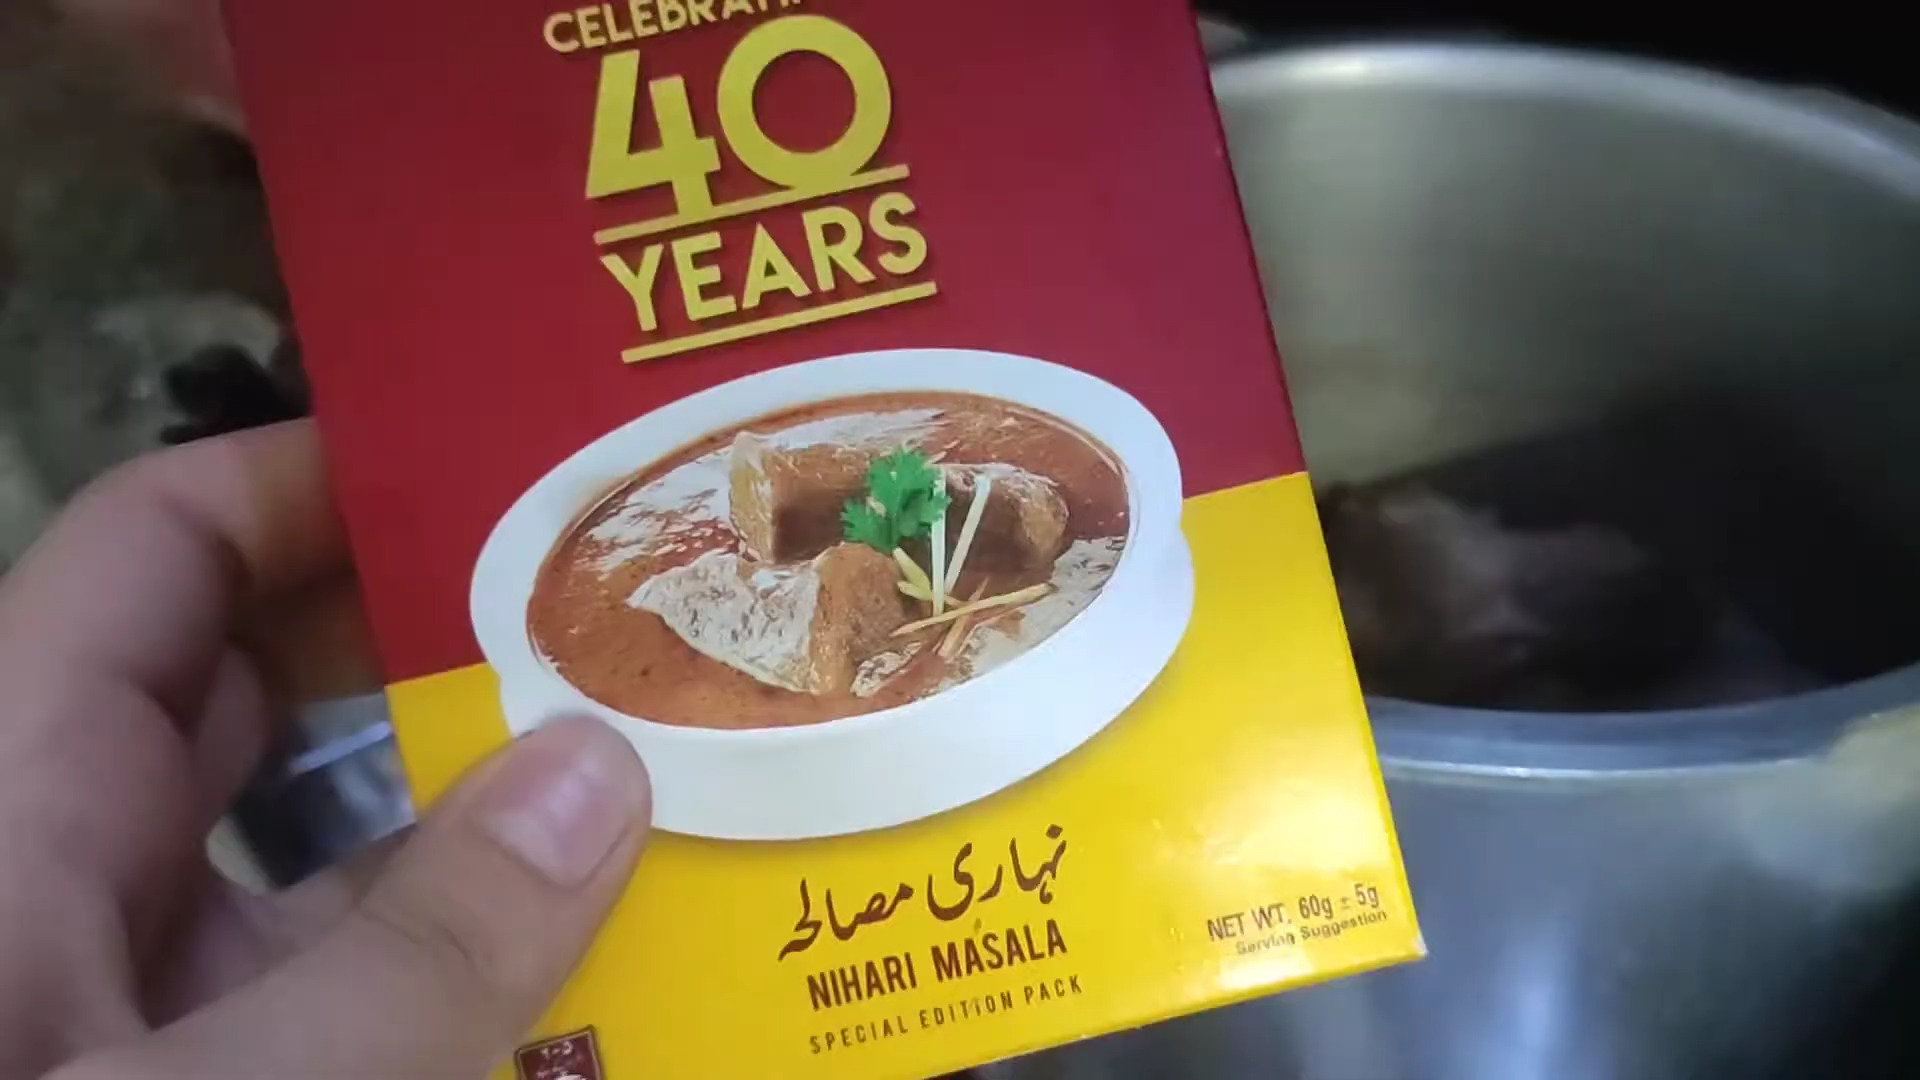 40
YEARS
نہاری مصالحہ
NIHARI MASALA
SPECIAL EDITION PACK
NET WT. 60g ± 5g
Serving Suggestion